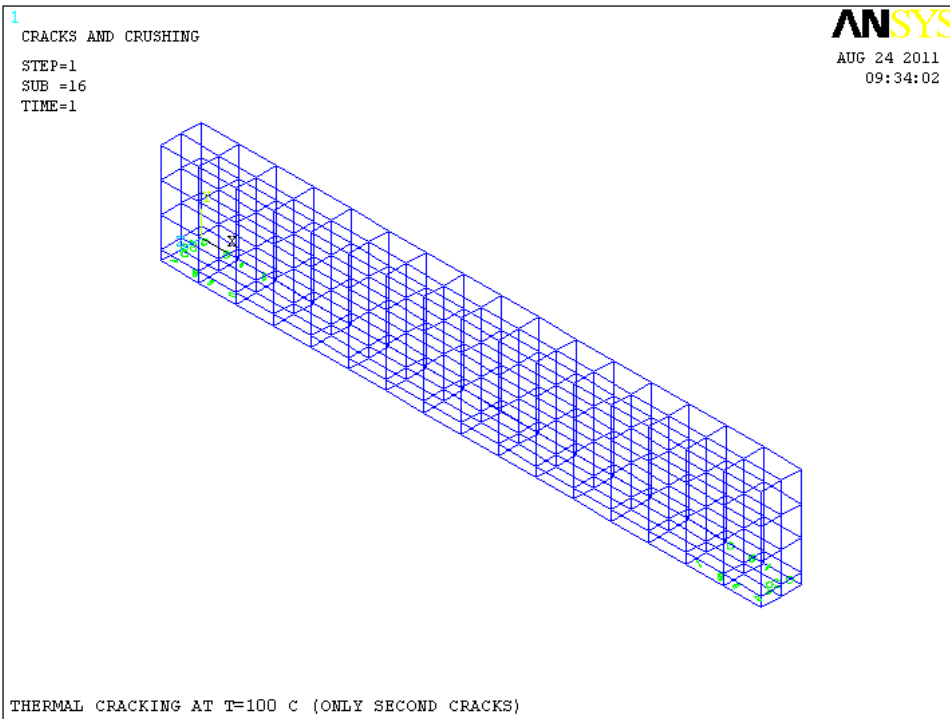 1
CRACKS AND CRUSHING
STEP=1
SUB =16
TIME=1
ANSYS
AUG 24 2011
09:34:02
X
THERMAL CRACKING AT T=100 C (ONLY SECOND CRACKS)